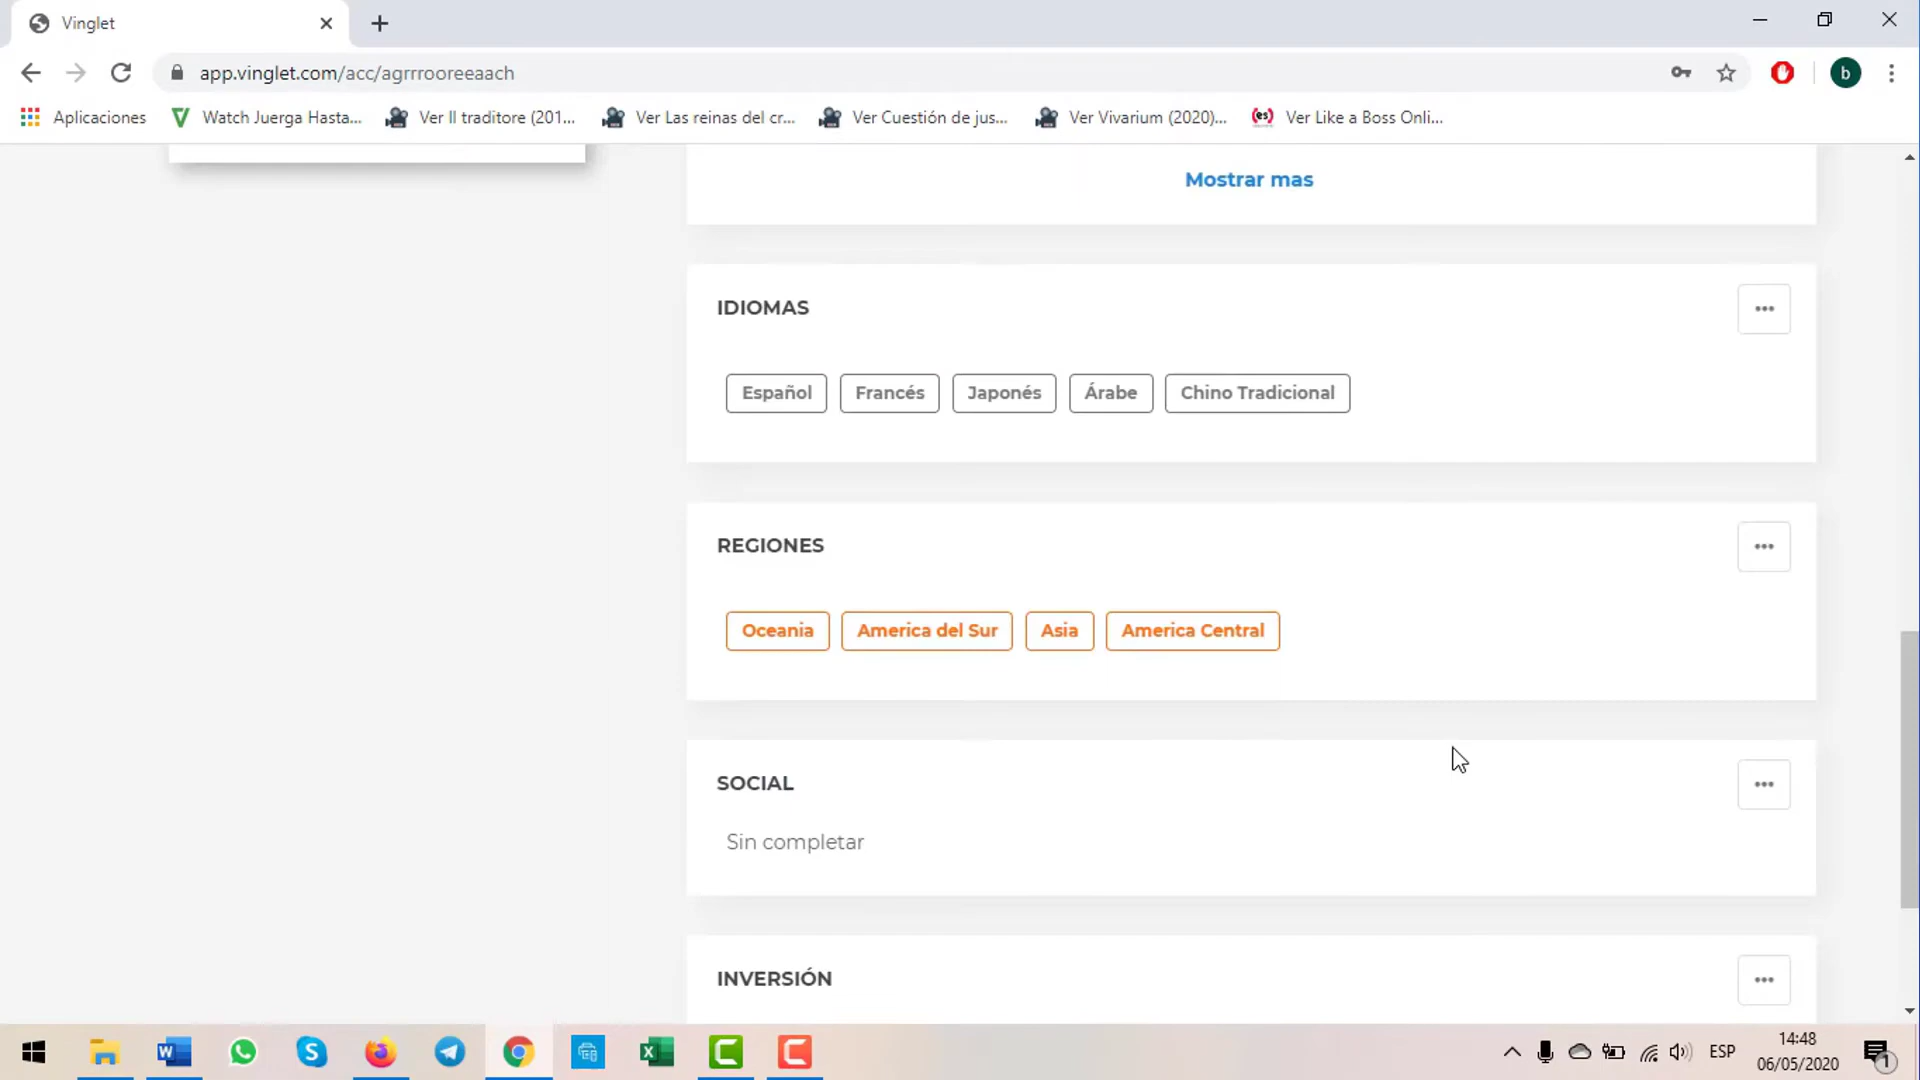 Vinglet
app.vinglet.com/acc/agrrrooreeaach
b
Aplicaciones
Watch Juerga Hasta...
Ver Il traditore (201...
Ver Las reinas del cr...
Ver Cuestión de jus...
Ver Vivarium (2020)...
Ver Like a Boss Onli...
Mostrar mas
IDIOMAS
Español
Francés
Japonés
Árabe
Chino Tradicional
REGIONES
Oceania
America del Sur
Asia
America Central
SOCIAL
Sin completar
INVERSIÓN
ESP
14:48
06/05/2020
1